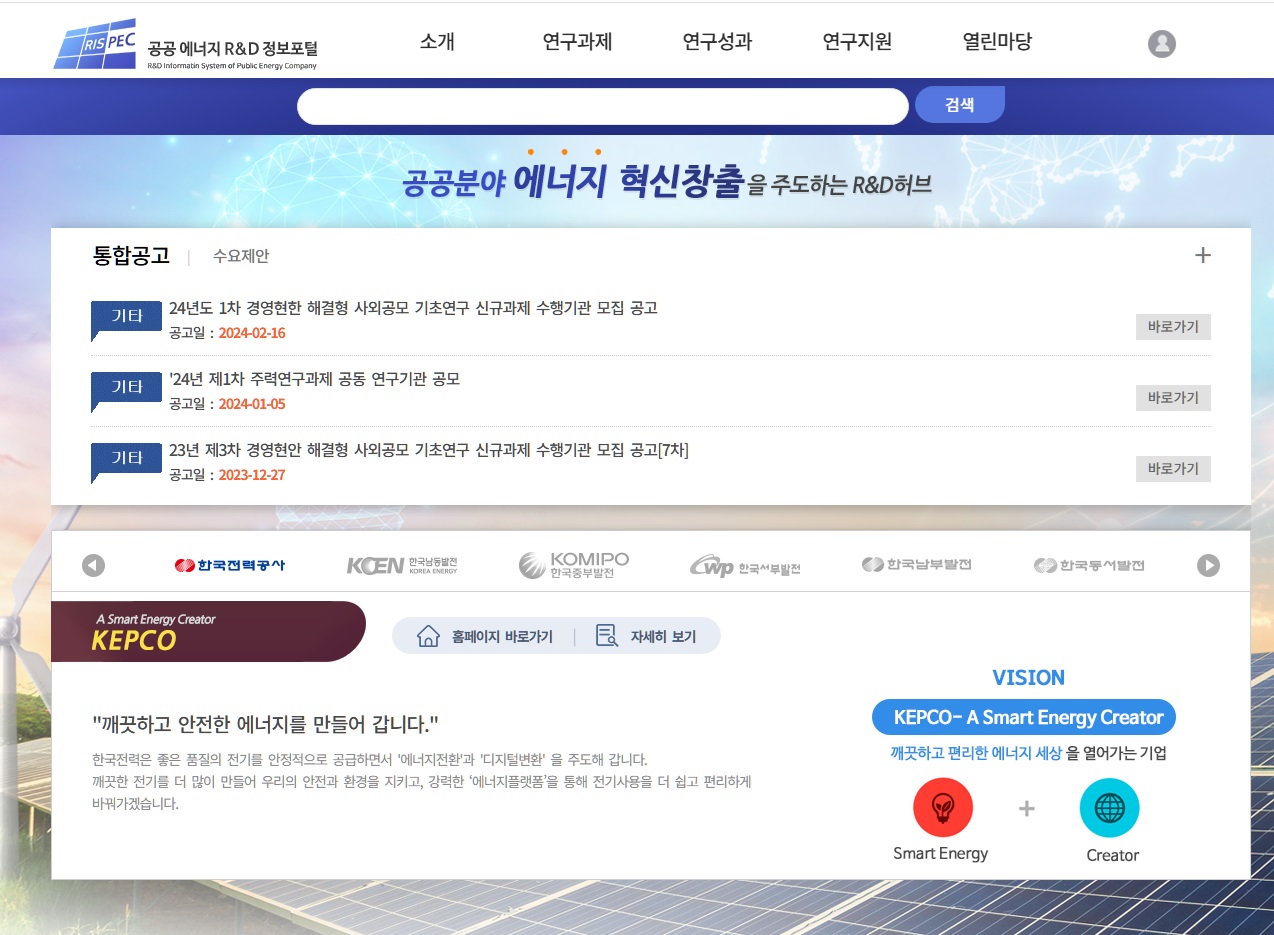 RISPEC
공공 에너지 R&D 정보포털
R&D Informatin System of Public Energy Company
소개
연구과제
연구성과
연구지원
열린마당
검색
공공분야 에너지 혁신창출을 주도하는 R&D허브
통합공고 | 수요제안 +
기타
24년도 1차 경영현한 해결형 사외공모 기초연구 신규과제 수행기관 모집 공고
공고일 : 2024-02-16
바로가기
기타
'24년 제1차 주력연구과제 공동 연구기관 공모
공고일 : 2024-01-05
바로가기
기타
23년 제3차 경영현안 해결형 사외공모 기초연구 신규과제 수행기관 모집 공고[7차]
공고일 : 2023-12-27
바로가기
한국전력공사
KOEN 한국남동발전 KOREA ENERGY
KOMIPO 한국중부발전
WP 한국서부발전
한국남부발전
한국동서발전
A Smart Energy Creator
KEPCO
홈페이지 바로가기 | 자세히 보기
"깨끗하고 안전한 에너지를 만들어 갑니다."
한국전력은 좋은 품질의 전기를 안정적으로 공급하면서 '에너지전환'과 '디지털변환' 을 주도해 갑니다.
깨끗한 전기를 더 많이 만들어 우리의 안전과 환경을 지키고, 강력한 ‘에너지플랫폼’을 통해 전기사용을 더 쉽고 편리하게
바꿔가겠습니다.
VISION
KEPCO- A Smart Energy Creator
깨끗하고 편리한 에너지 세상 을 열어가는 기업
+
Smart Energy
Creator